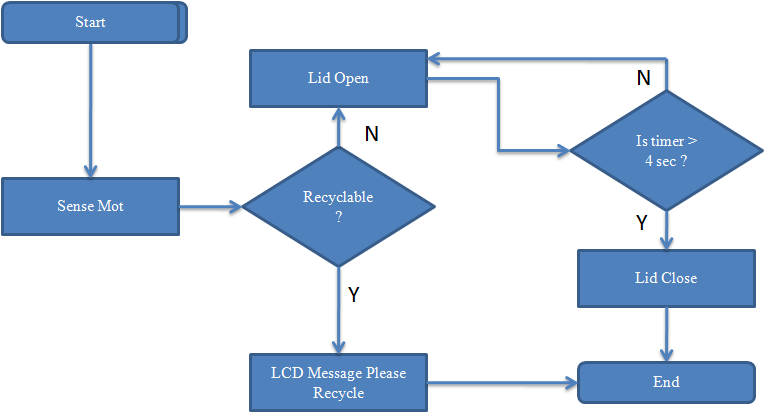 Start
Sense Mot
Lid Open
N
Recyclable
?
Y
LCD Message Please
Recycle
N
Is timer >
4 sec ?
Y
Lid Close
End